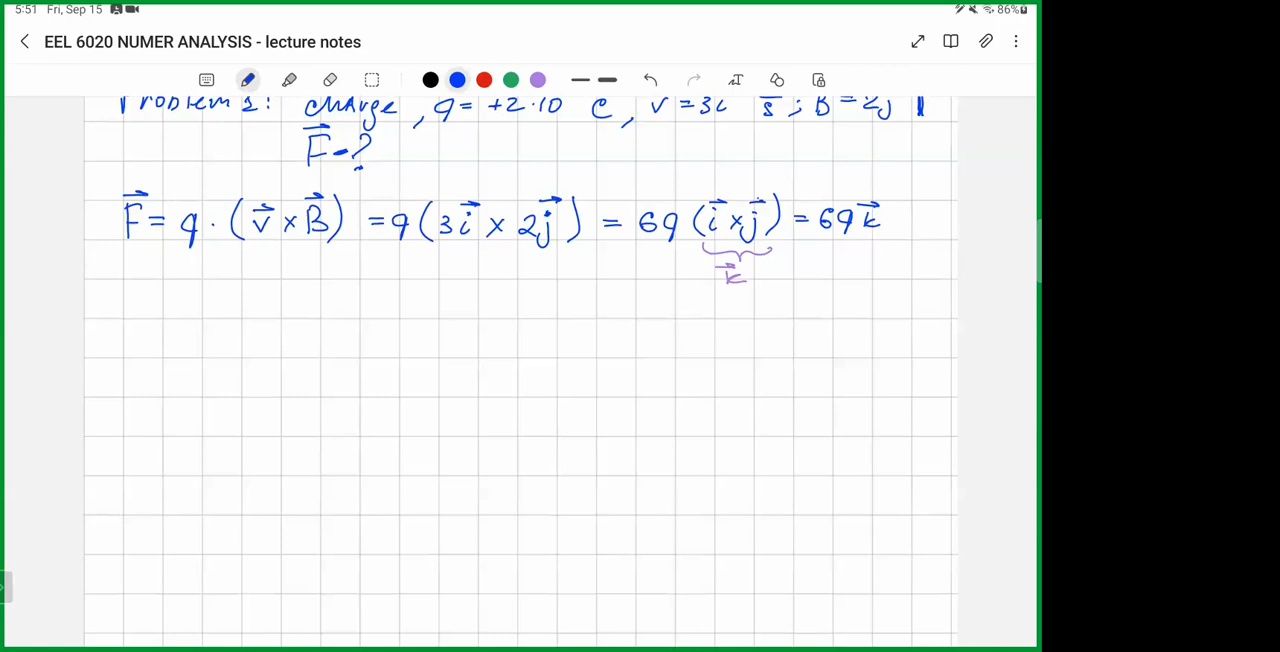 5:51 Fri, Sep 15 86%
EEL 6020 NUMER ANALYSIS - lecture notes
Problem 1: charge, q = +2·10 C, v = 3i s; B = 2j
F⃗ - ?
F⃗ = q · (v⃗ × B⃗) = q(3i⃗ × 2j⃗) = 6q (i⃗ × j⃗) = 6q k⃗
k⃗